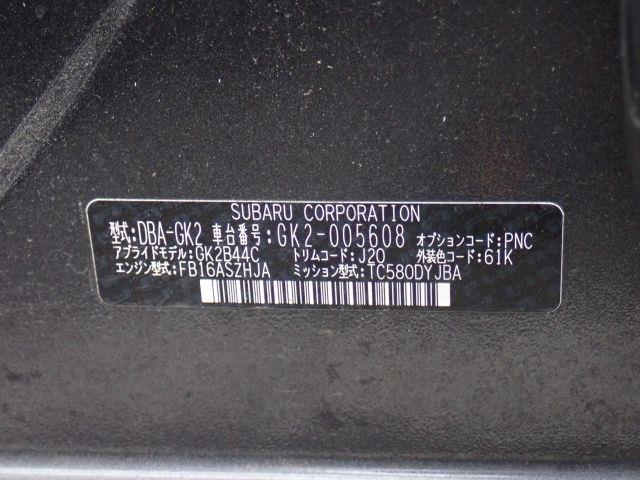 SUBARU CORPORATION
型式:DBA-GK2 車台番号:GK2-005608 オプションコード:PNC
アプライドモデル:GK2B44C トリムコード:J20 外装色コード:61K
エンジン型式:FB16ASZHJA ミッション型式:TC580DYJBA